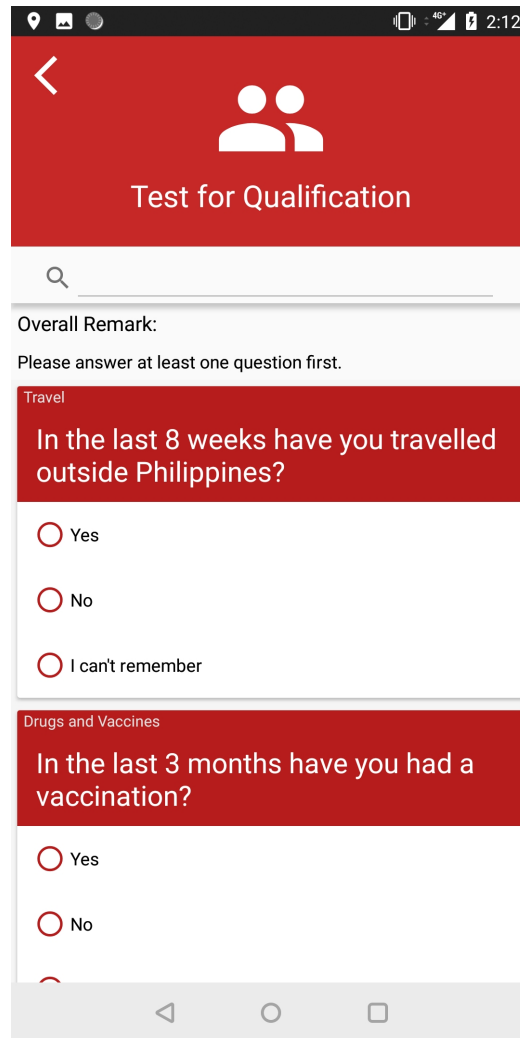 4G+ 2:12
Test for Qualification
Overall Remark:
Please answer at least one question first.
Travel
In the last 8 weeks have you travelled
outside Philippines?
Yes
No
I can't remember
Drugs and Vaccines
In the last 3 months have you had a
vaccination?
Yes
No